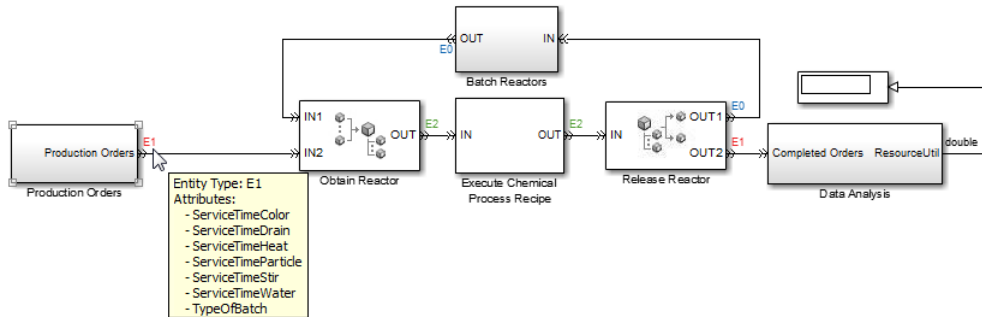 OUT
IN
E0
Batch Reactors
Production Orders
E1
Production Orders
IN1
IN2
OUT
E2
Obtain Reactor
IN
OUT
E2
Execute Chemical
Process Recipe
IN
OUT1
OUT2
E0
E1
Release Reactor
Completed Orders
ResourceUtil
double
Data Analysis
Entity Type: E1
Attributes:
- ServiceTimeColor
- ServiceTimeDrain
- ServiceTimeHeat
- ServiceTimeParticle
- ServiceTimeStir
- ServiceTimeWater
- TypeOfBatch